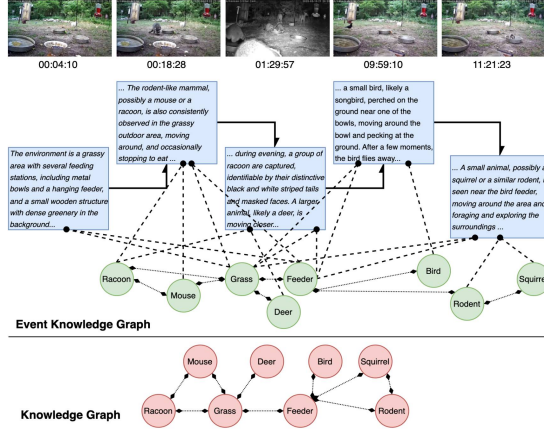 00:04:10
00:18:28
01:29:57
09:59:10
11:21:23
The environment is a grassy
area with several feeding
stations, including metal
bowls and a hanging feeder,
and a small wooden structure
with dense greenery in the
background...
... The rodent-like mammal,
possibly a mouse or a
racoon, is also consistently
observed in the grassy
outdoor area, moving
around, and occasionally
stopping to eat ...
... during evening, a group of
racoon are captured,
identifiable by their distinctive
black and white striped tails
and masked faces. A larger
animal, likely a deer, is
moving closer...
... a small bird, likely a
songbird, perched on the
ground near one of the
bowls, moving around the
bowl and pecking at the
ground. After a few moments,
the bird flies away...
... A small animal, possibly a
squirrel or a similar rodent, i
seen near the bird feeder,
moving around the area and
foraging and exploring the
surroundings ...
Racoon
Mouse
Grass
Deer
Feeder
Bird
Rodent
Squirre
Event Knowledge Graph
Mouse
Deer
Bird
Squirrel
Knowledge Graph
Racoon
Grass
Feeder
Rodent